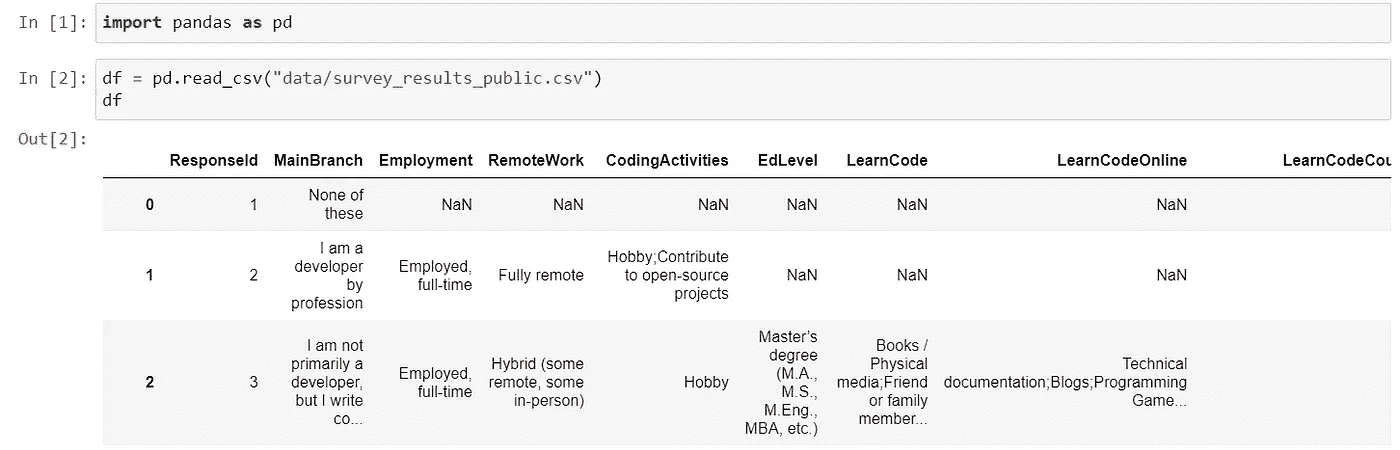 In [1]: import pandas as pd
In [2]: df = pd.read_csv("data/survey_results_public.csv")
df
Out[2]:
ResponseId MainBranch Employment RemoteWork CodingActivities EdLevel LearnCode LearnCodeOnline LearnCodeCou
0 1 None of these NaN NaN NaN NaN NaN NaN
1 2 I am a developer by profession Employed, full-time Fully remote Hobby;Contribute to open-source projects NaN NaN NaN
2 3 I am not primarily a developer, but I write co... Employed, full-time Hybrid (some remote, some in-person) Hobby Master’s degree (M.A., M.S., M.Eng., MBA, etc.) Books / Physical media;Friend or family member... Technical documentation;Blogs;Programming Game...